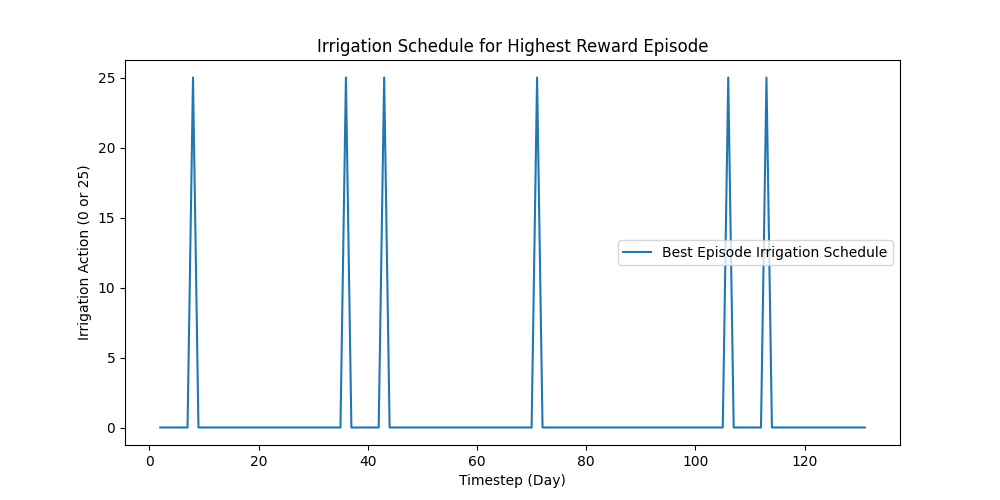 Irrigation Schedule for Highest Reward Episode
Irrigation Action (0 or 25)
25
20
15
10
5
0
Best Episode Irrigation Schedule
0 20 40 60 80 100 120
Timestep (Day)